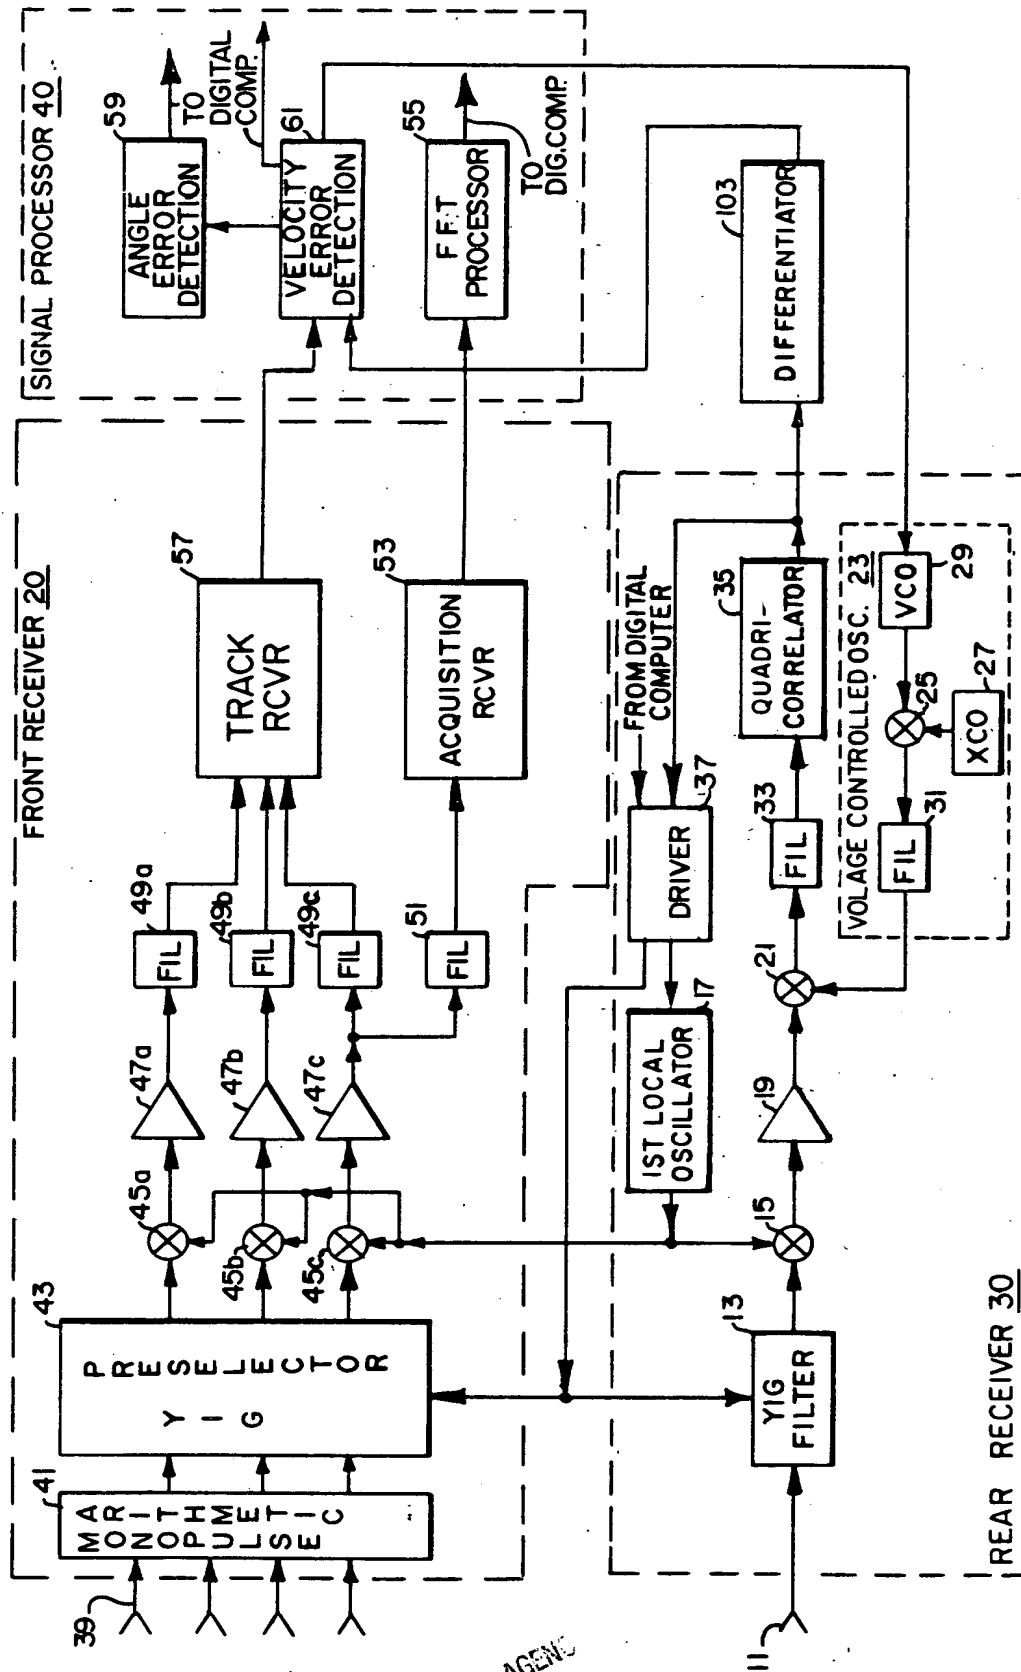 FRONT RECEIVER 20
SIGNAL PROCESSOR 40
39
41
MONOPULSE
ARITHMETIC
43
PRESELECTOR
YIG
45a
45b
45c
47a
47b
47c
49a
FIL
49b
FIL
49c
FIL
51
FIL
57
TRACK
RCVR
53
ACQUISITION
RCVR
59
ANGLE
ERROR
DETECTION
TO
DIGITAL
COMP.
61
VELOCITY
ERROR
DETECTION
55
FFT
PROCESSOR
TO
DIG.COMP.
FROM DIGITAL
COMPUTER
37
DRIVER
17
1ST LOCAL
OSCILLATOR
103
DIFFERENTIATOR
11
13
YIG
FILTER
15
19
21
33
FIL
35
QUADRI-
CORRELATOR
VOLAGE CONTROLLED OSC. 23
31
FIL
25
VCO
29
XCO
27
REAR RECEIVER 30
AGENC